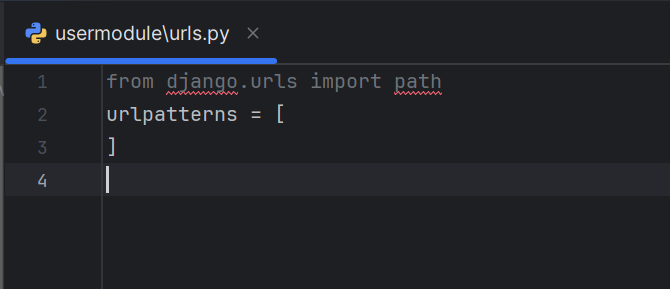 usermodule\urls.py
1 from django.urls import path
2 urlpatterns = [
3 ]
4